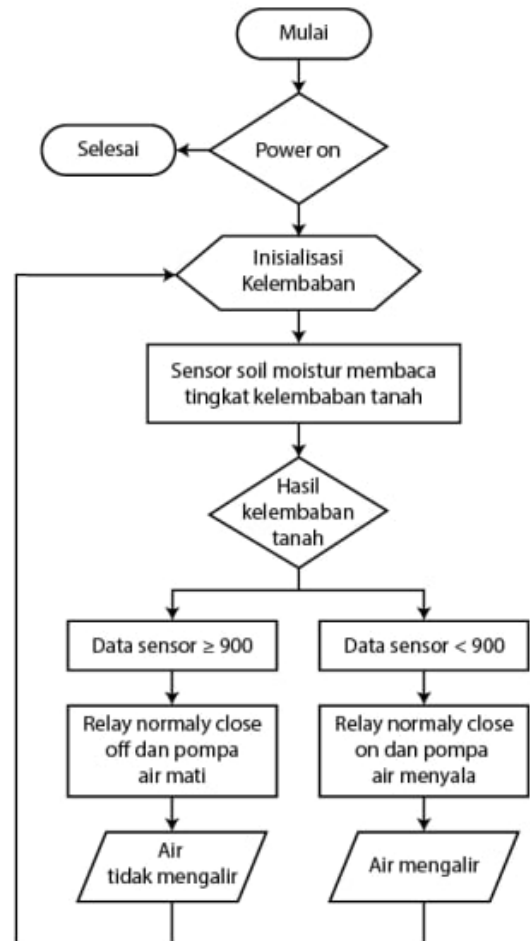 Mulai
Selesai
Power on
Inisialisasi
Kelembaban
Sensor soil moistur membaca
tingkat kelembaban tanah
Hasil
kelembaban
tanah
Data sensor ≥ 900
Data sensor < 900
Relay normaly close
off dan pompa
air mati
Relay normaly close
on dan pompa
air menyala
Air
tidak mengalir
Air mengalir